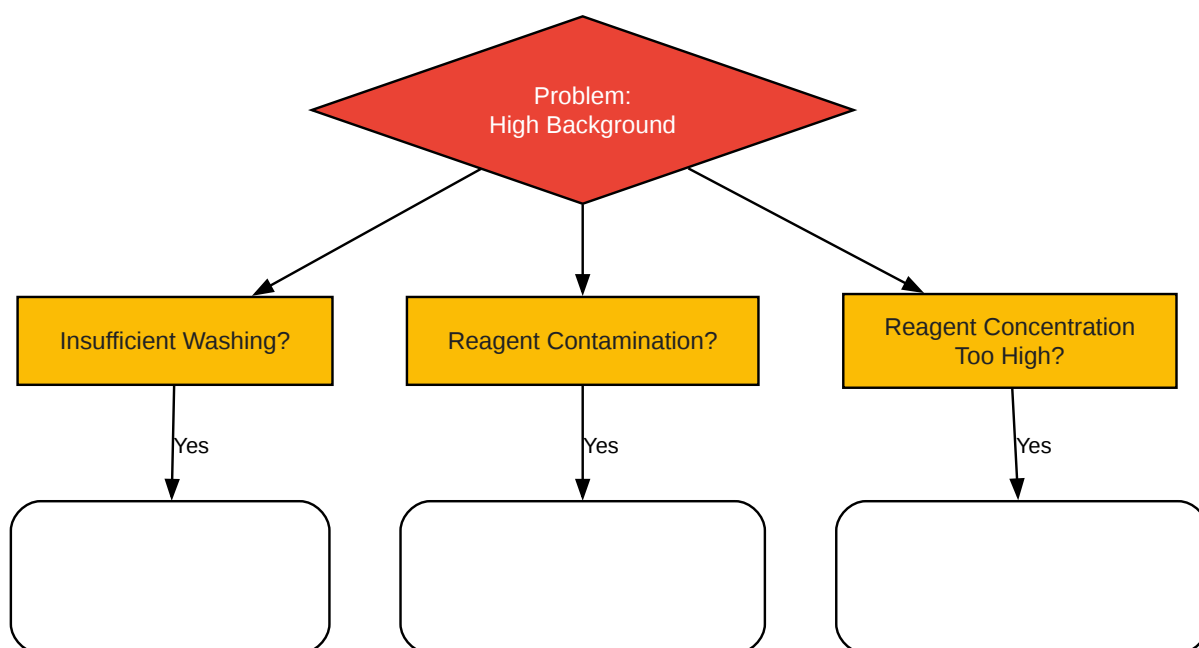 Problem:
High Background
Insufficient Washing?
Reagent Contamination?
Reagent Concentration
Too High?
Yes
Yes
Yes